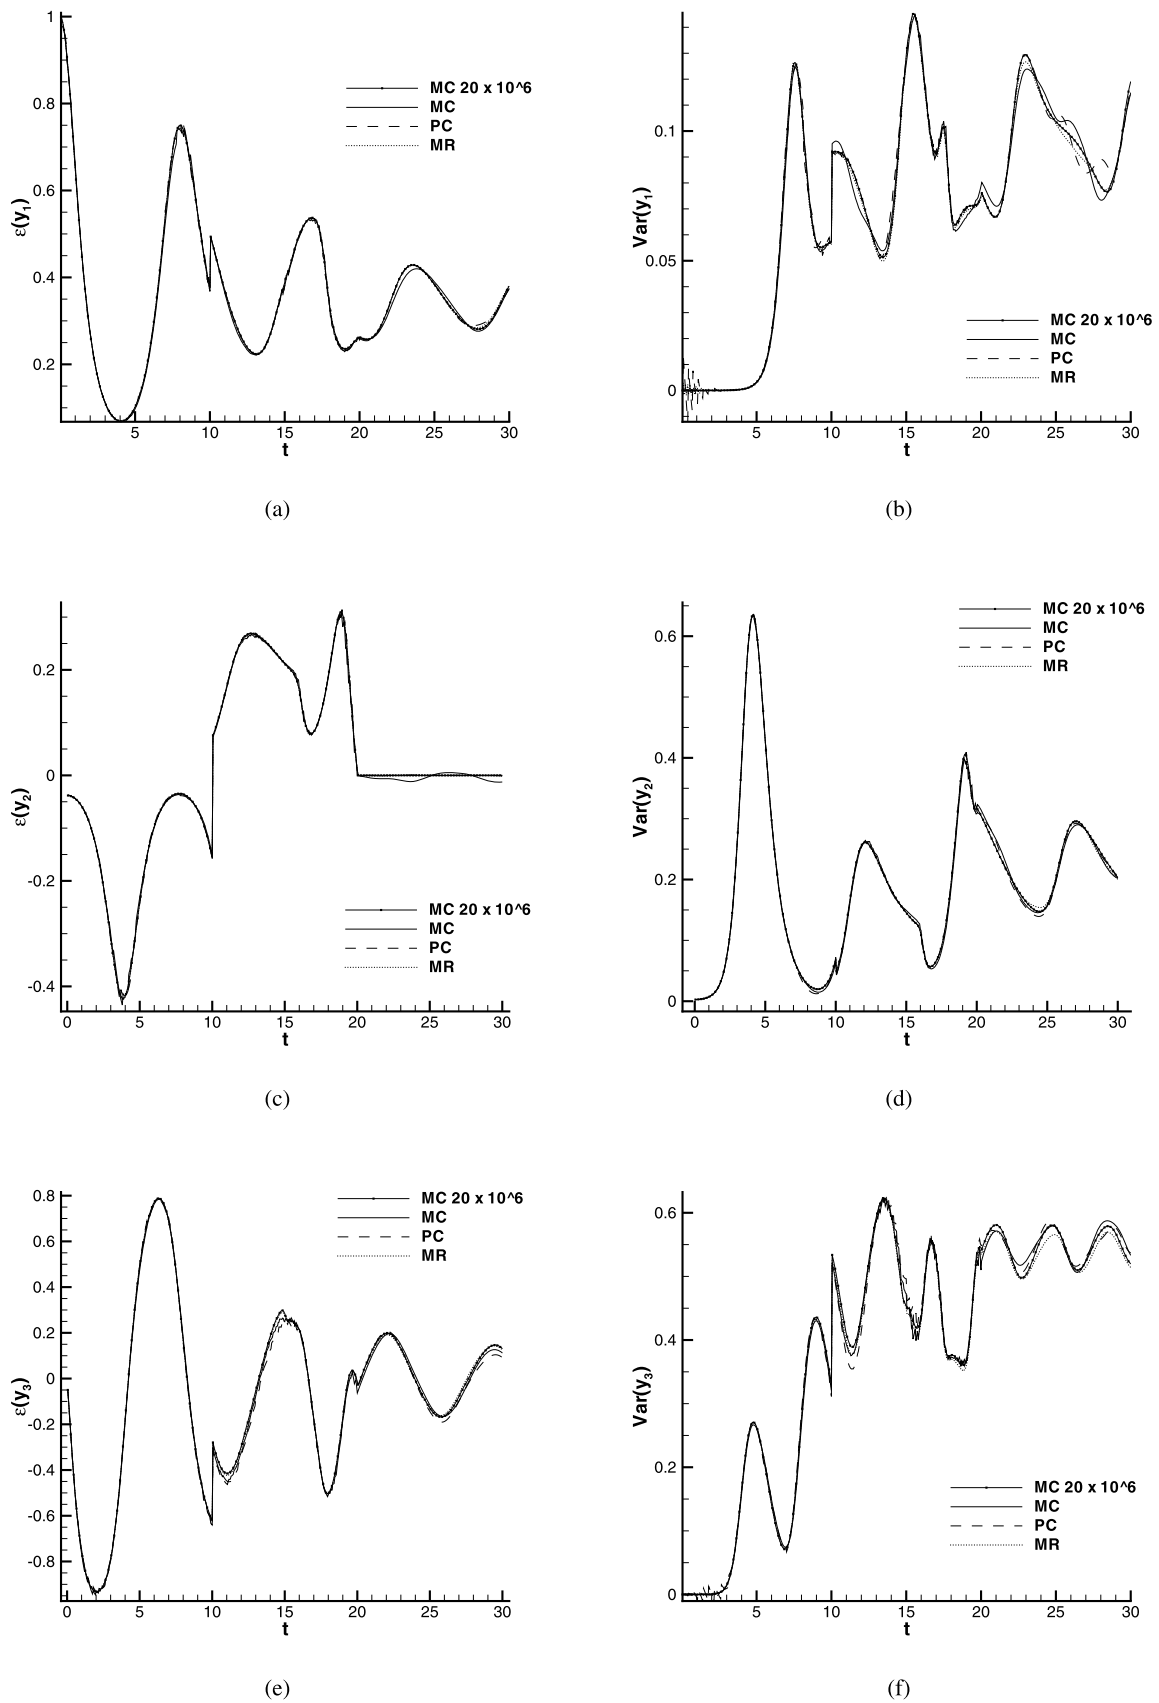 1
0.8
0.6
0.4
0.2
ε(y₁)
5 10 15 20 25 30
t
MC 20 x 10^6
MC
PC
MR
(a)
0.1
0.05
0
Var(y₁)
5 10 15 20 25 30
t
MC 20 x 10^6
MC
PC
MR
(b)
0.2
0
-0.2
-0.4
ε(y₂)
0 5 10 15 20 25 30
t
MC 20 x 10^6
MC
PC
MR
(c)
0.6
0.4
0.2
0
Var(y₂)
0 5 10 15 20 25 30
t
MC 20 x 10^6
MC
PC
MR
(d)
0.8
0.6
0.4
0.2
0
-0.2
-0.4
-0.6
-0.8
ε(y₃)
0 5 10 15 20 25 30
t
MC 20 x 10^6
MC
PC
MR
(e)
0.6
0.4
0.2
0
Var(y₃)
5 10 15 20 25 30
t
MC 20 x 10^6
MC
PC
MR
(f)